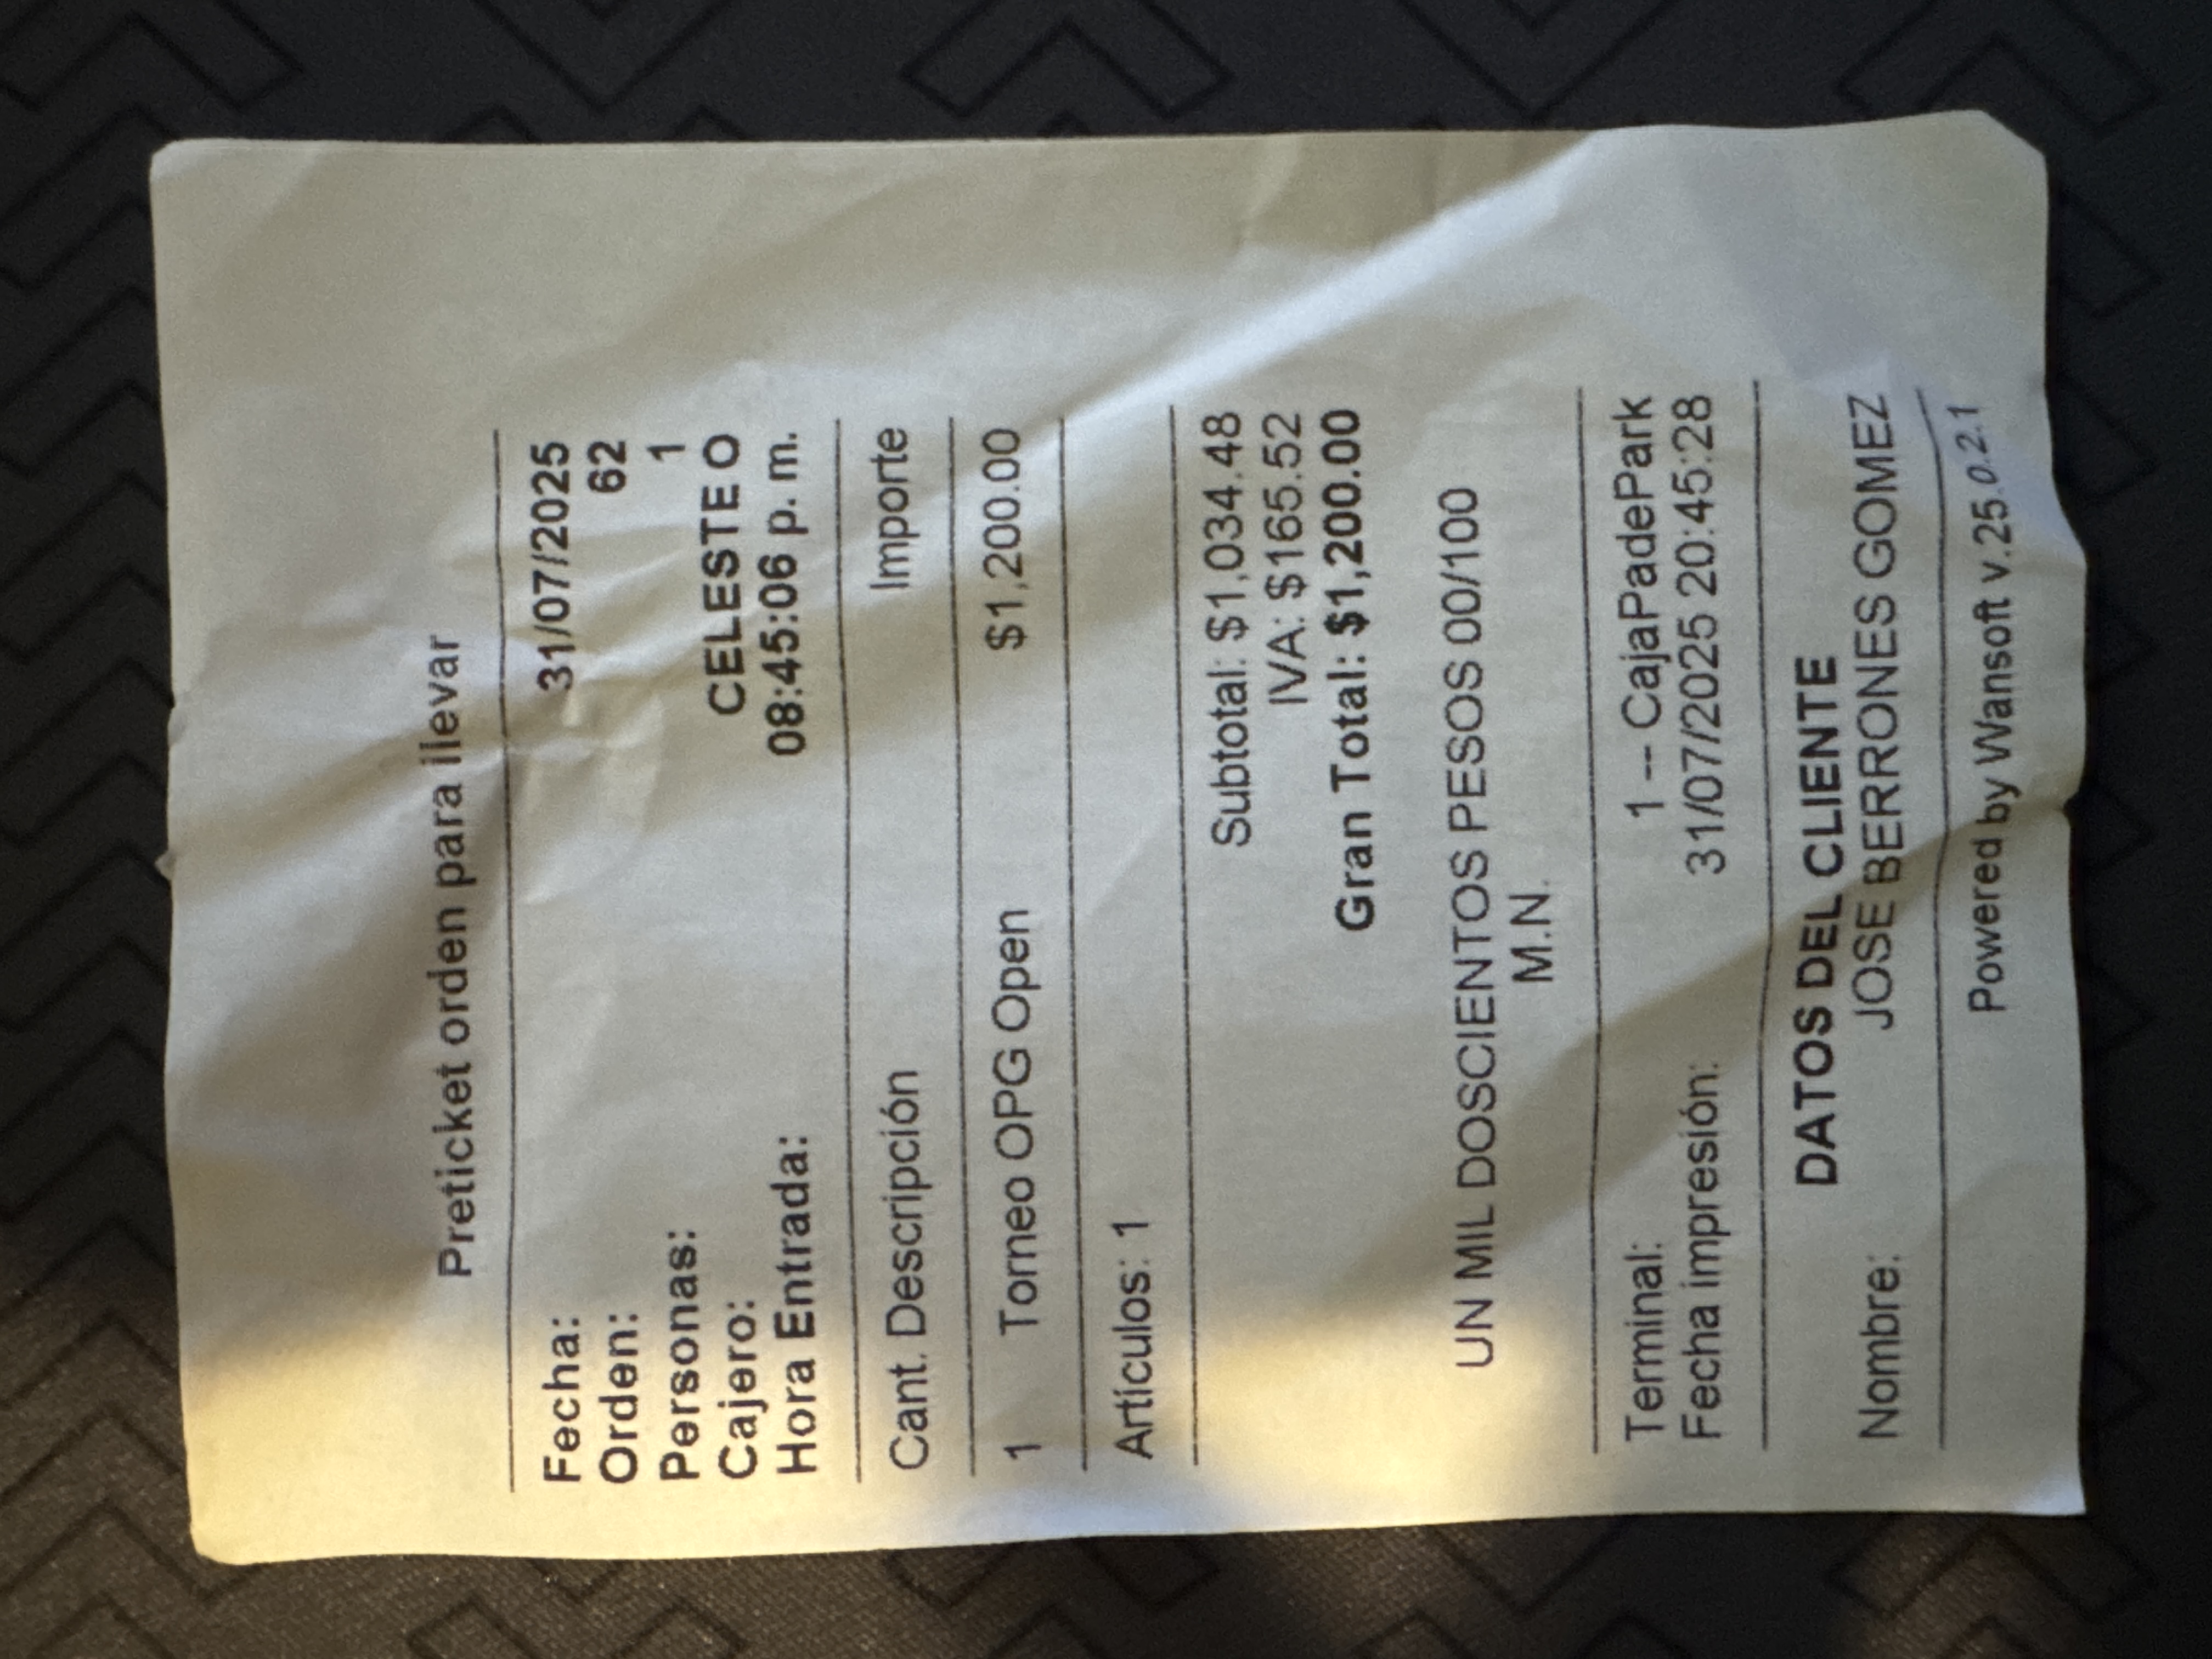 Preticket orden para llevar
Fecha: 31/07/2025
Orden: 62
Personas: 1
Cajero: CELESTE O
Hora Entrada: 08:45:06 p. m.
Cant. Descripción Importe
1 Torneo OPG Open $1,200.00
Artículos: 1
Subtotal: $1,034.48
IVA: $165.52
Gran Total: $1,200.00
UN MIL DOSCIENTOS PESOS 00/100
M.N.
Terminal: 1 -- CajaPadePark
Fecha impresión: 31/07/2025 20:45:28
DATOS DEL CLIENTE
Nombre: JOSE BERRONES GOMEZ
Powered by Wansoft v.25.0.2.1